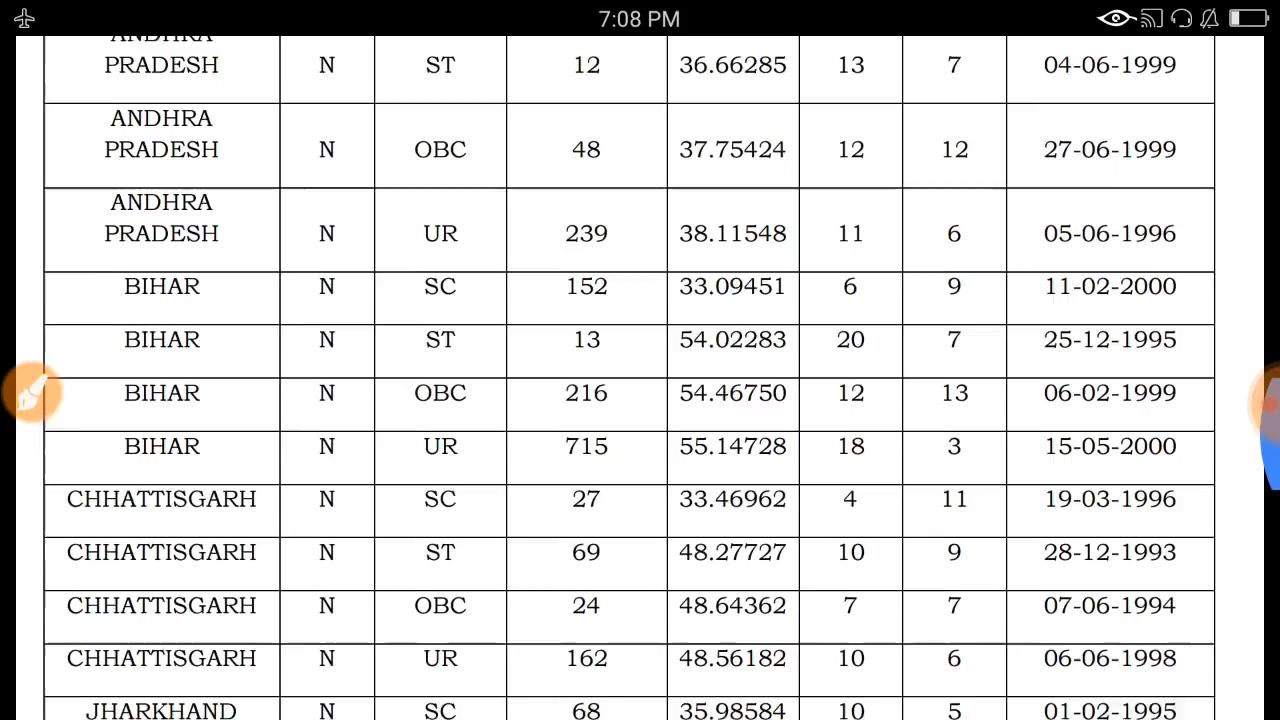 7:08 PM
ANDHRA
PRADESH N ST 12 36.66285 13 7 04-06-1999
ANDHRA
PRADESH N OBC 48 37.75424 12 12 27-06-1999
ANDHRA
PRADESH N UR 239 38.11548 11 6 05-06-1996
BIHAR N SC 152 33.09451 6 9 11-02-2000
BIHAR N ST 13 54.02283 20 7 25-12-1995
BIHAR N OBC 216 54.46750 12 13 06-02-1999
BIHAR N UR 715 55.14728 18 3 15-05-2000
CHHATTISGARH N SC 27 33.46962 4 11 19-03-1996
CHHATTISGARH N ST 69 48.27727 10 9 28-12-1993
CHHATTISGARH N OBC 24 48.64362 7 7 07-06-1994
CHHATTISGARH N UR 162 48.56182 10 6 06-06-1998
JHARKHAND N SC 68 35.98584 10 5 01-02-1995